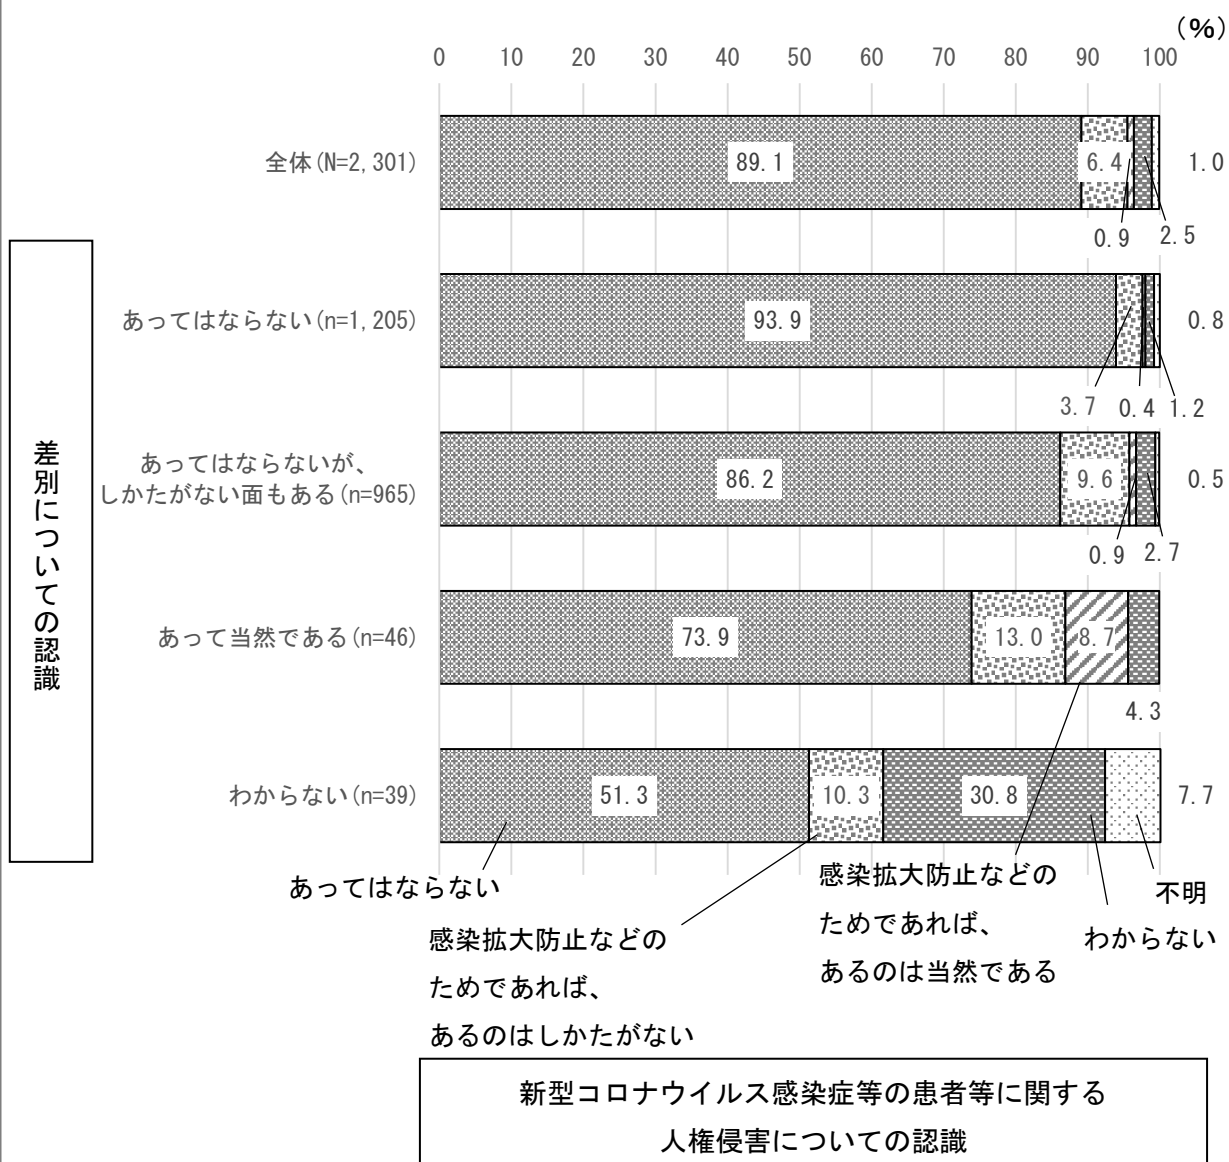 (%)
0 10 20 30 40 50 60 70 80 90 100
全体(N=2,301)
89.1 6.4 1.0
0.9 2.5
あってはならない(n=1,205)
93.9 0.8
3.7 0.4 1.2
あってはならないが、
しかたがない面もある(n=965)
86.2 9.6 0.5
0.9 2.7
あって当然である(n=46)
73.9 13.0 8.7
4.3
わからない(n=39)
51.3 10.3 30.8 7.7
差別についての認識
あってはならない
感染拡大防止などの
ためであれば、
あるのはしかたがない
感染拡大防止などの
ためであれば、
あるのは当然である
わからない
不明
新型コロナウイルス感染症等の患者等に関する
人権侵害についての認識